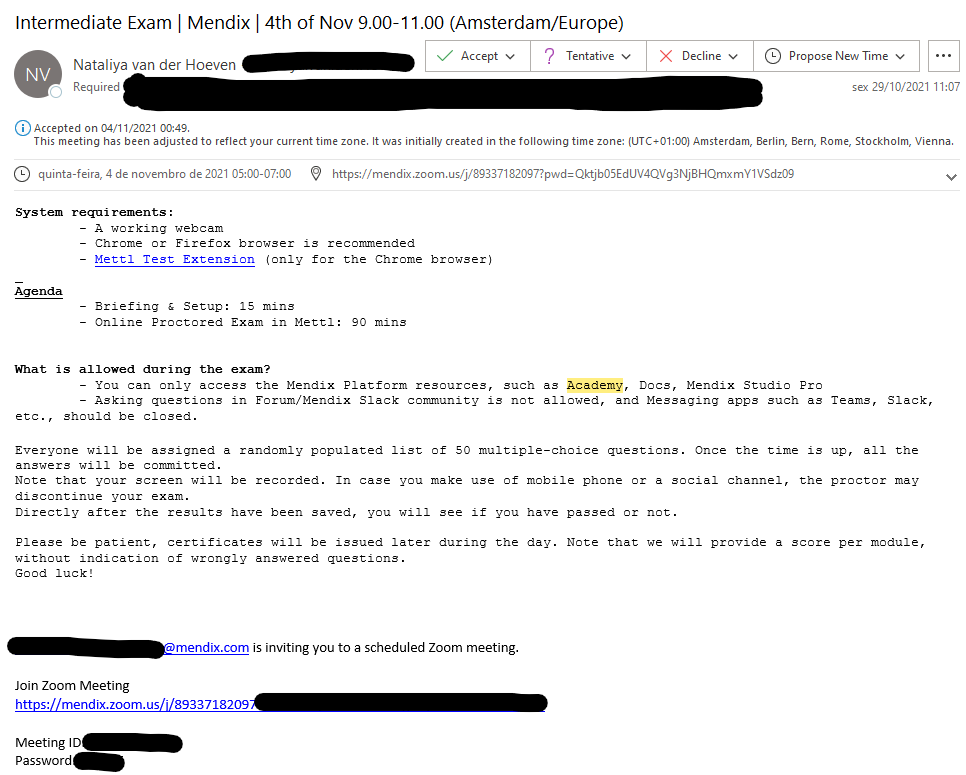 Intermediate Exam | Mendix | 4th of Nov 9.00-11.00 (Amsterdam/Europe)
NV
Nataliya van der Hoeven
Accept
Tentative
Decline
Propose New Time
Required
sex 29/10/2021 11:07
Accepted on 04/11/2021 00:49.
This meeting has been adjusted to reflect your current time zone. It was initially created in the following time zone: (UTC+01:00) Amsterdam, Berlin, Bern, Rome, Stockholm, Vienna.
quinta-feira, 4 de novembro de 2021 05:00-07:00
https://mendix.zoom.us/j/89337182097?pwd=Qktjb05EdUV4QVg3NjBHQmxmY1VSdz09
System requirements:
- A working webcam
- Chrome or Firefox browser is recommended
- Mettl Test Extension (only for the Chrome browser)
Agenda
- Briefing & Setup: 15 mins
- Online Proctored Exam in Mettl: 90 mins
What is allowed during the exam?
- You can only access the Mendix Platform resources, such as Academy, Docs, Mendix Studio Pro
- Asking questions in Forum/Mendix Slack community is not allowed, and Messaging apps such as Teams, Slack,
etc., should be closed.
Everyone will be assigned a randomly populated list of 50 multiple-choice questions. Once the time is up, all the
answers will be committed.
Note that your screen will be recorded. In case you make use of mobile phone or a social channel, the proctor may
discontinue your exam.
Directly after the results have been saved, you will see if you have passed or not.
Please be patient, certificates will be issued later during the day. Note that we will provide a score per module,
without indication of wrongly answered questions.
Good luck!
@mendix.com is inviting you to a scheduled Zoom meeting.
Join Zoom Meeting
https://mendix.zoom.us/j/89337182097
Meeting ID
Password